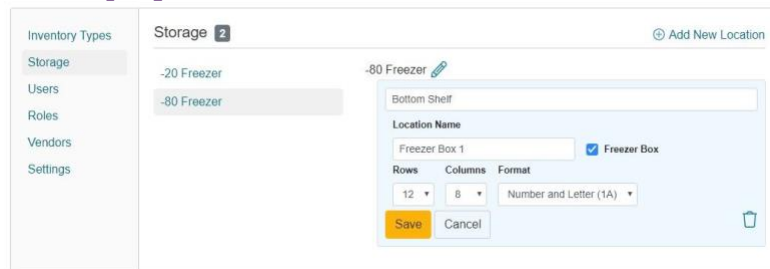 Inventory Types
Storage
Users
Roles
Vendors
Settings
Storage 2
Add New Location
-20 Freezer
-80 Freezer
-80 Freezer
Bottom Shelf
Location Name
Freezer Box 1
Freezer Box
Rows Columns Format
12 8 Number and Letter (1A)
Save Cancel